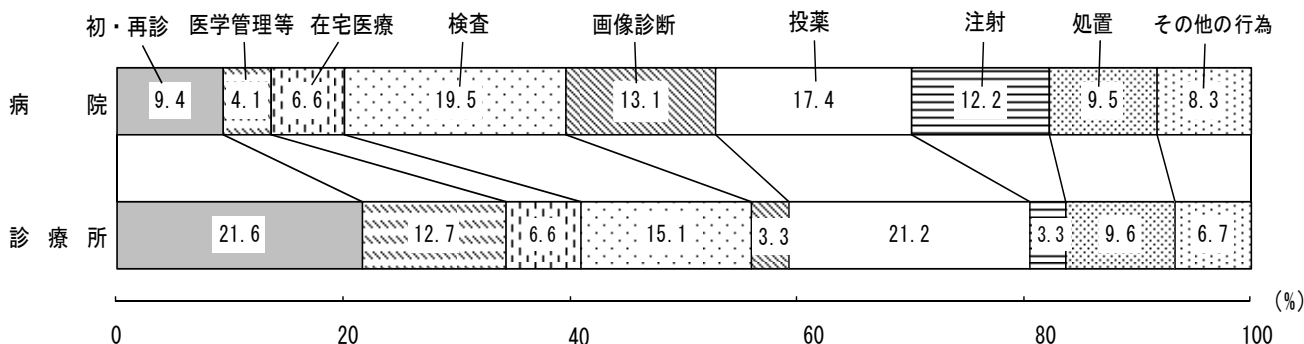 初・再診 医学管理等 在宅医療 検査 画像診断 投薬 注射 処置 その他の行為
病院 9.4 4.1 6.6 19.5 13.1 17.4 12.2 9.5 8.3
診療所 21.6 12.7 6.6 15.1 3.3 21.2 3.3 9.6 6.7
(%)
0 20 40 60 80 100